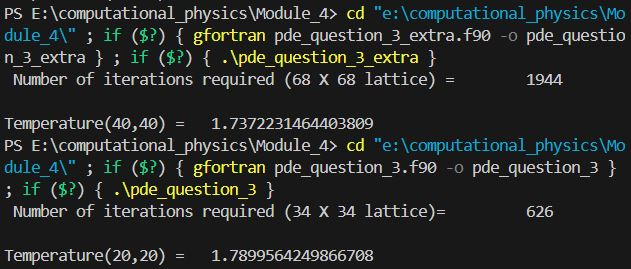 PS E:\computational_physics\Module_4> cd "e:\computational_physics\Mo
dule_4\" ; if ($?) { gfortran pde_question_3_extra.f90 -o pde_questio
n_3_extra } ; if ($?) { .\pde_question_3_extra }
Number of iterations required (68 X 68 lattice) = 1944
Temperature(40,40) = 1.7372231464403809
PS E:\computational_physics\Module_4> cd "e:\computational_physics\Mo
dule_4\" ; if ($?) { gfortran pde_question_3.f90 -o pde_question_3 }
; if ($?) { .\pde_question_3 }
Number of iterations required (34 X 34 lattice)= 626
Temperature(20,20) = 1.7899564249866708